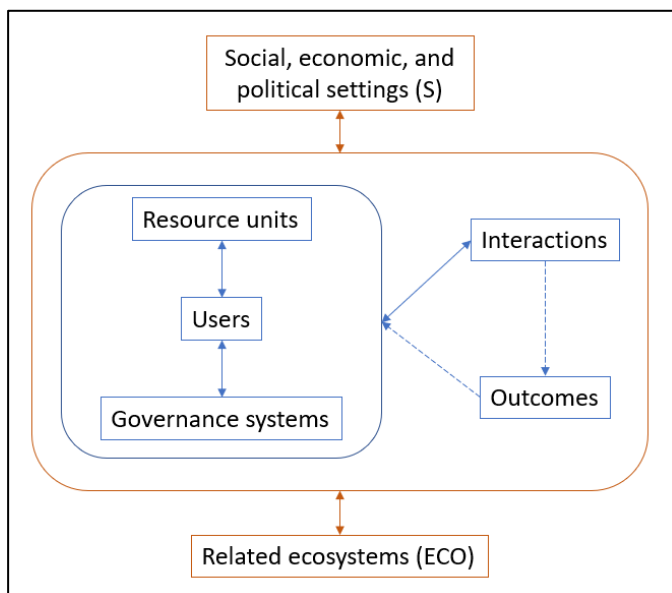 Social, economic, and
political settings (S)
Resource units
Interactions
Users
Outcomes
Governance systems
Related ecosystems (ECO)